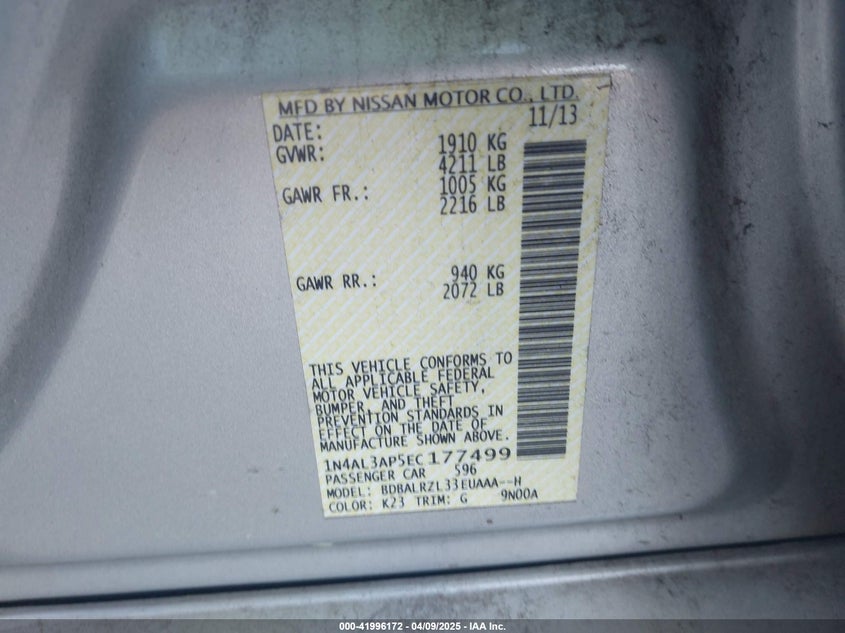 MFD BY NISSAN MOTOR CO., LTD.
DATE: 11/13
GVWR: 1910 KG
4211 LB
GAWR FR.: 1005 KG
2216 LB
GAWR RR.: 940 KG
2072 LB
THIS VEHICLE CONFORMS TO
ALL APPLICABLE FEDERAL
MOTOR VEHICLE SAFETY,
BUMPER, AND THEFT
PREVENTION STANDARDS IN
EFFECT ON THE DATE OF
MANUFACTURE SHOWN ABOVE.
1N4AL3AP5EC177499
PASSENGER CAR 596
MODEL: BDBALRZL33EUAAA--H
COLOR: K23 TRIM: G 9N00A
000-41996172 | 04/09/2025 - IAA Inc.